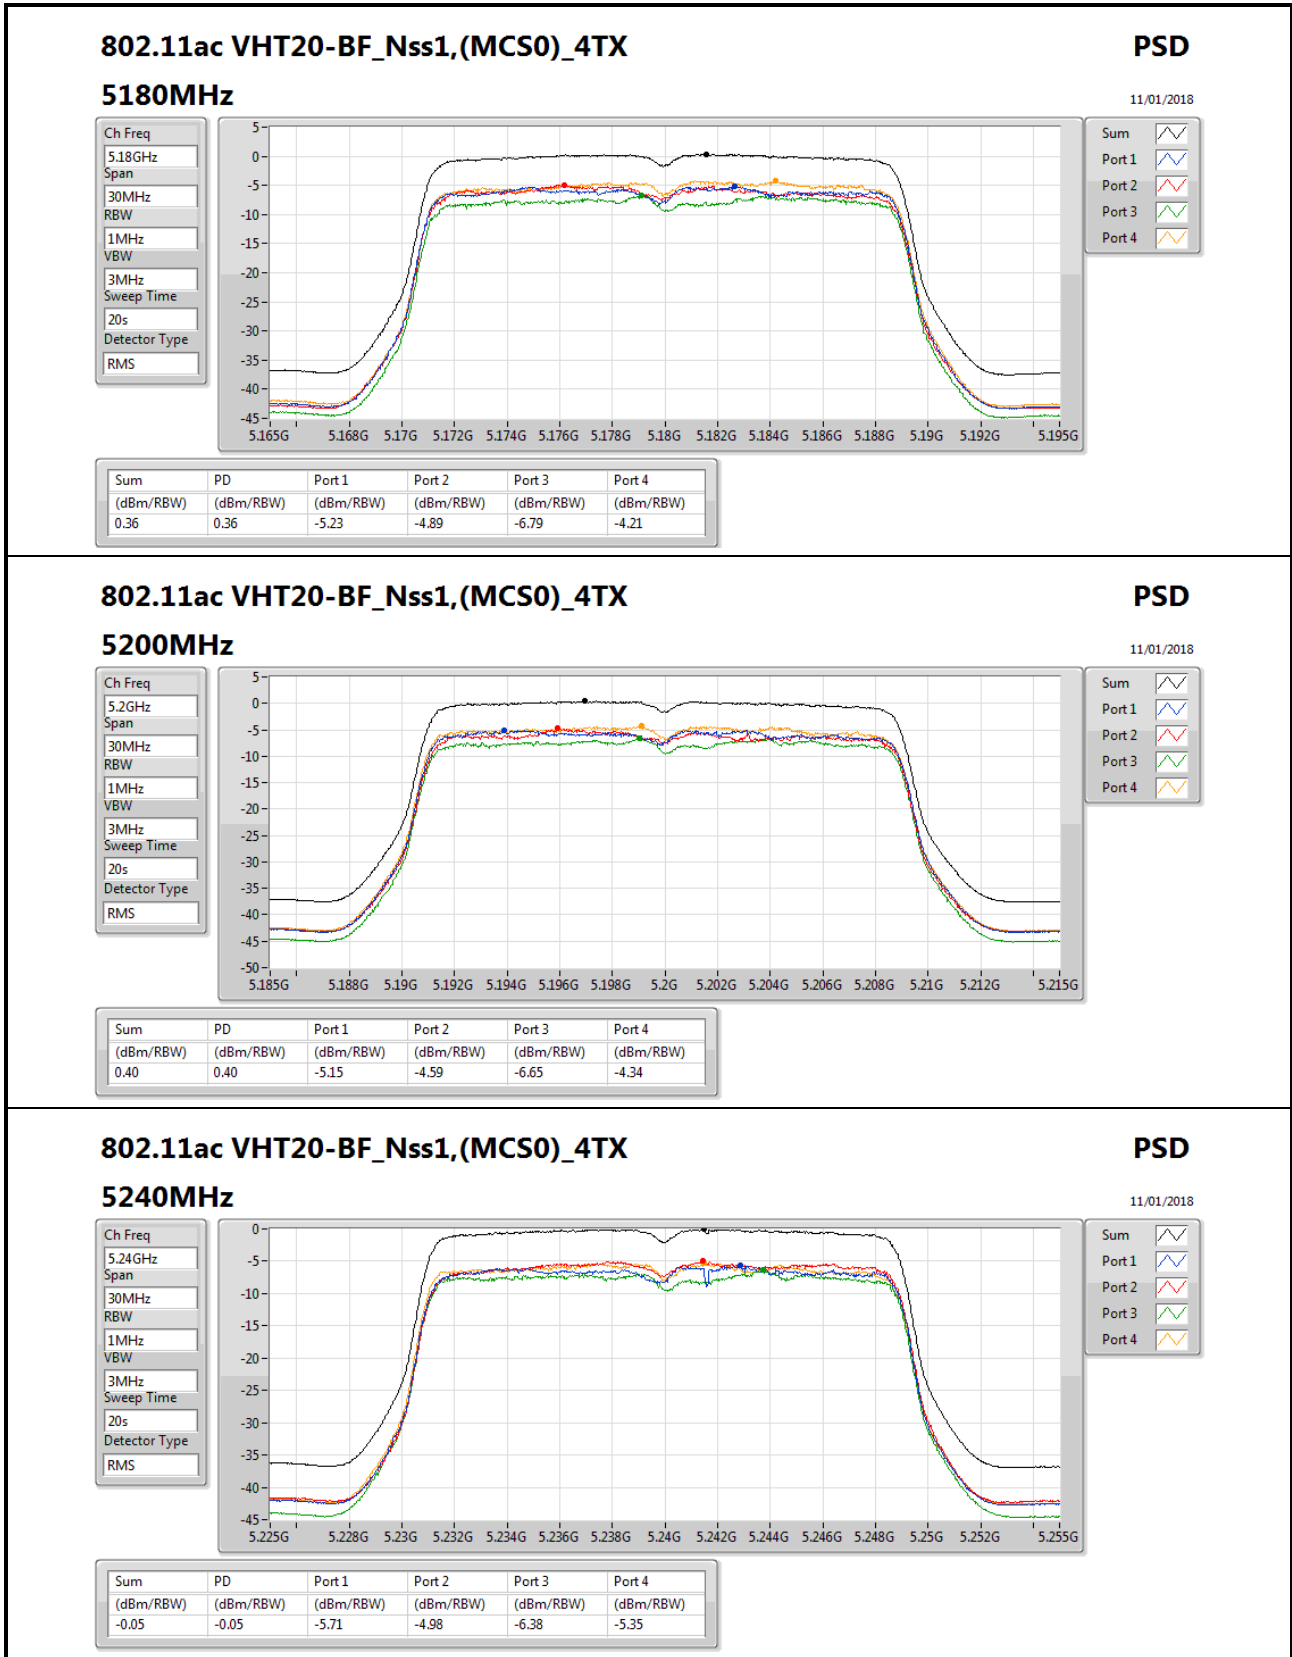 802.11ac VHT20-BF_Nss1,(MCS0)_4TX PSD
5180MHz 11/01/2018
Ch Freq
5.18GHz
Span
30MHz
RBW
1MHz
VBW
3MHz
Sweep Time
20s
Detector Type
RMS
5
0
-5
-10
-15
-20
-25
-30
-35
-40
-45
5.165G 5.168G 5.17G 5.172G 5.174G 5.176G 5.178G 5.18G 5.182G 5.184G 5.186G 5.188G 5.19G 5.192G 5.195G
Sum
Port 1
Port 2
Port 3
Port 4
Sum PD Port 1 Port 2 Port 3 Port 4
(dBm/RBW) (dBm/RBW) (dBm/RBW) (dBm/RBW) (dBm/RBW) (dBm/RBW)
0.36 0.36 -5.23 -4.89 -6.79 -4.21
802.11ac VHT20-BF_Nss1,(MCS0)_4TX PSD
5200MHz 11/01/2018
Ch Freq
5.2GHz
Span
30MHz
RBW
1MHz
VBW
3MHz
Sweep Time
20s
Detector Type
RMS
5
0
-5
-10
-15
-20
-25
-30
-35
-40
-45
-50
5.185G 5.188G 5.19G 5.192G 5.194G 5.196G 5.198G 5.2G 5.202G 5.204G 5.206G 5.208G 5.21G 5.212G 5.215G
Sum
Port 1
Port 2
Port 3
Port 4
Sum PD Port 1 Port 2 Port 3 Port 4
(dBm/RBW) (dBm/RBW) (dBm/RBW) (dBm/RBW) (dBm/RBW) (dBm/RBW)
0.40 0.40 -5.15 -4.59 -6.65 -4.34
802.11ac VHT20-BF_Nss1,(MCS0)_4TX PSD
5240MHz 11/01/2018
Ch Freq
5.24GHz
Span
30MHz
RBW
1MHz
VBW
3MHz
Sweep Time
20s
Detector Type
RMS
0
-5
-10
-15
-20
-25
-30
-35
-40
-45
5.225G 5.228G 5.23G 5.232G 5.234G 5.236G 5.238G 5.24G 5.242G 5.244G 5.246G 5.248G 5.25G 5.252G 5.255G
Sum
Port 1
Port 2
Port 3
Port 4
Sum PD Port 1 Port 2 Port 3 Port 4
(dBm/RBW) (dBm/RBW) (dBm/RBW) (dBm/RBW) (dBm/RBW) (dBm/RBW)
-0.05 -0.05 -5.71 -4.98 -6.38 -5.35